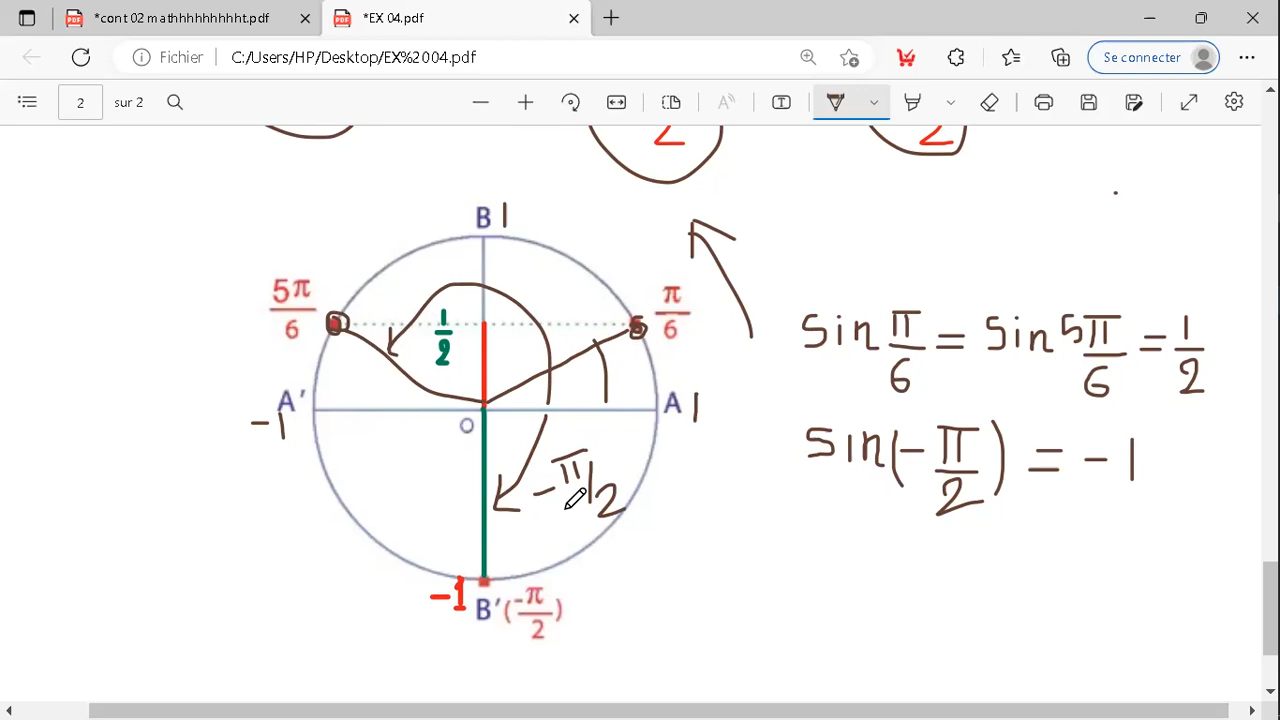 *cont 02 mathhhhhhhhht.pdf
*EX 04.pdf
Fichier
C:/Users/HP/Desktop/EX%2004.pdf
Se connecter
2 sur 2
2
2
B 1
5π/6
π/6
1/2
A' -1
A 1
O
-π/2
-1
B'(-π/2)
sin π/6 = sin 5π/6 = 1/2
sin(-π/2) = -1